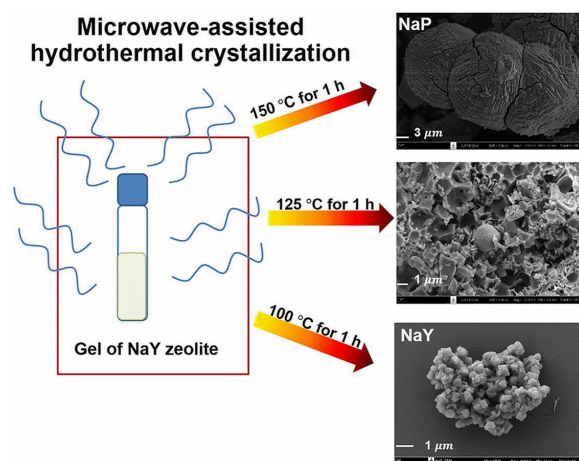 Microwave-assisted
hydrothermal crystallization
NaP
150 °C for 1 h
3 μm
125 °C for 1h
1 μm
100 °C for 1 h
Gel of NaY zeolite
NaY
1 μm